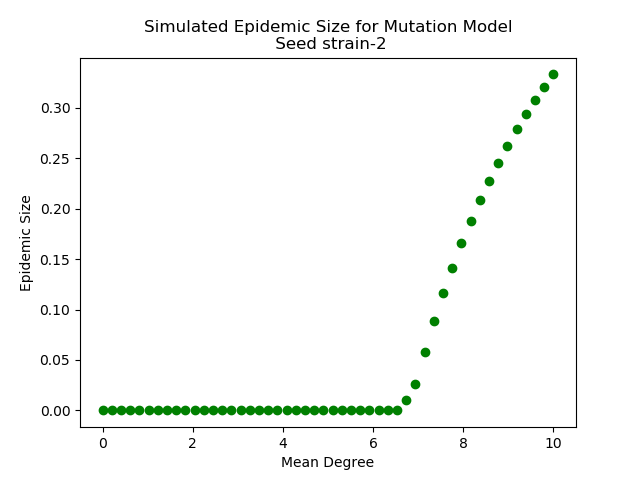 Simulated Epidemic Size for Mutation Model
Seed strain-2
Epidemic Size
0.30
0.25
0.20
0.15
0.10
0.05
0.00
0 2 4 6 8 10
Mean Degree